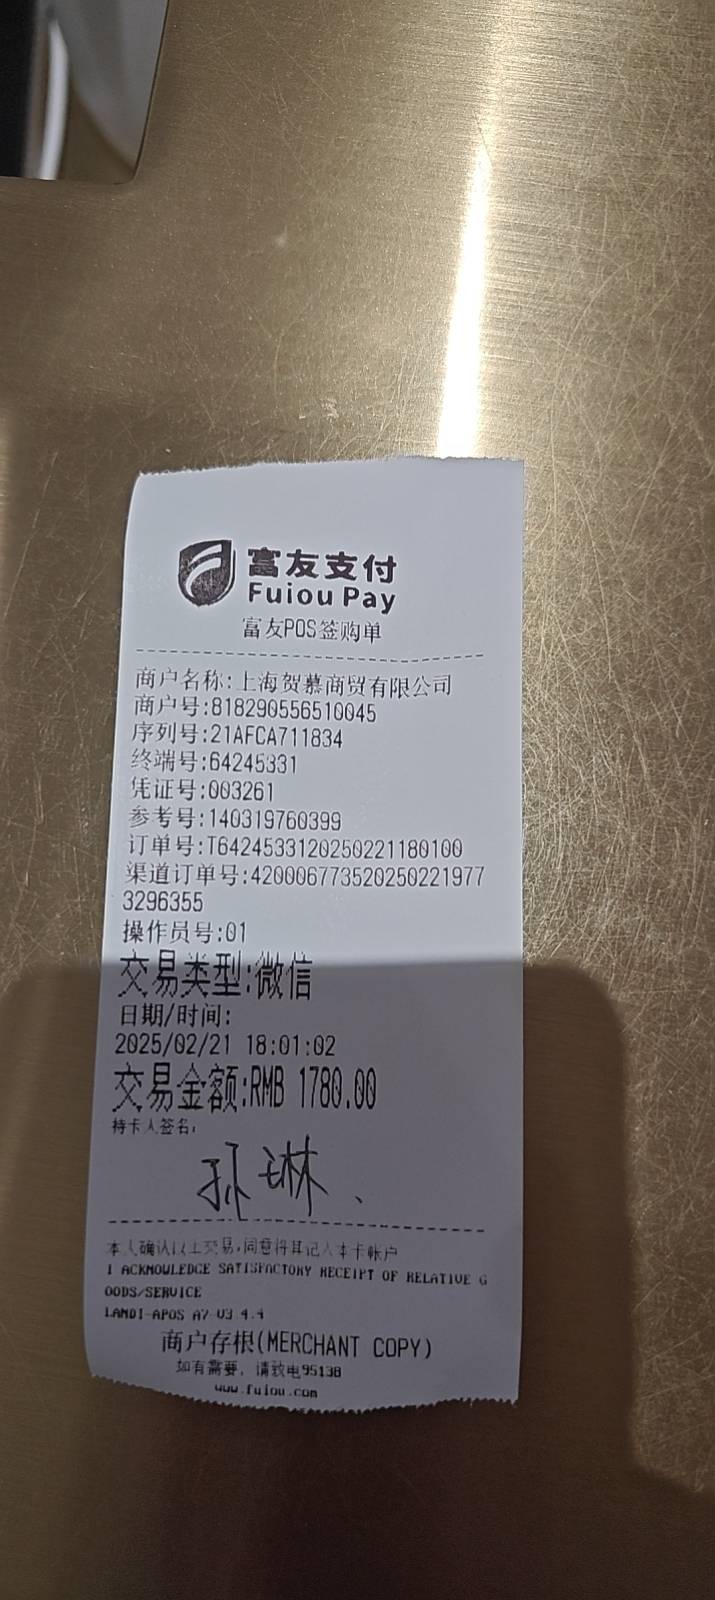 富友支付
Fuiou Pay
富友POS签购单
商户名称:上海贺慕商贸有限公司
商户号:818290556510045
序列号:21AFCA711834
终端号:64245331
凭证号:003261
参考号:140319760399
订单号:T6424533120250221180100
渠道订单号:420006773520250221977
3296355
操作员号:01
交易类型:微信
日期/时间:
2025/02/21 18:01:02
交易金额:RMB 1780.00
持卡人签名:
孙琳、
本人确认以上交易,同意将其记入本卡帐户
I ACKNOWLEDGE SATISFACTORY RECEIPT OF RELATIVE G
OODS/SERVICE
LANDI-APOS A7-V3.4.4
商户存根(MERCHANT COPY)
如有需要, 请致电95138
www.fuiou.com